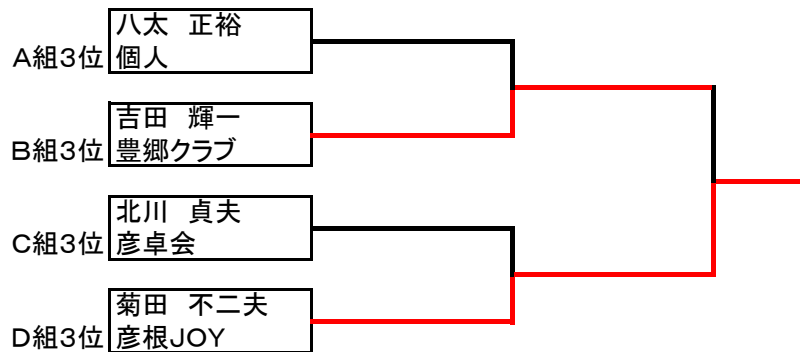 八太　正裕
A組3位 個人
吉田　輝一
B組3位 豊郷クラブ
北川　貞夫
C組3位 彦卓会
菊田　不二夫
D組3位 彦根JOY